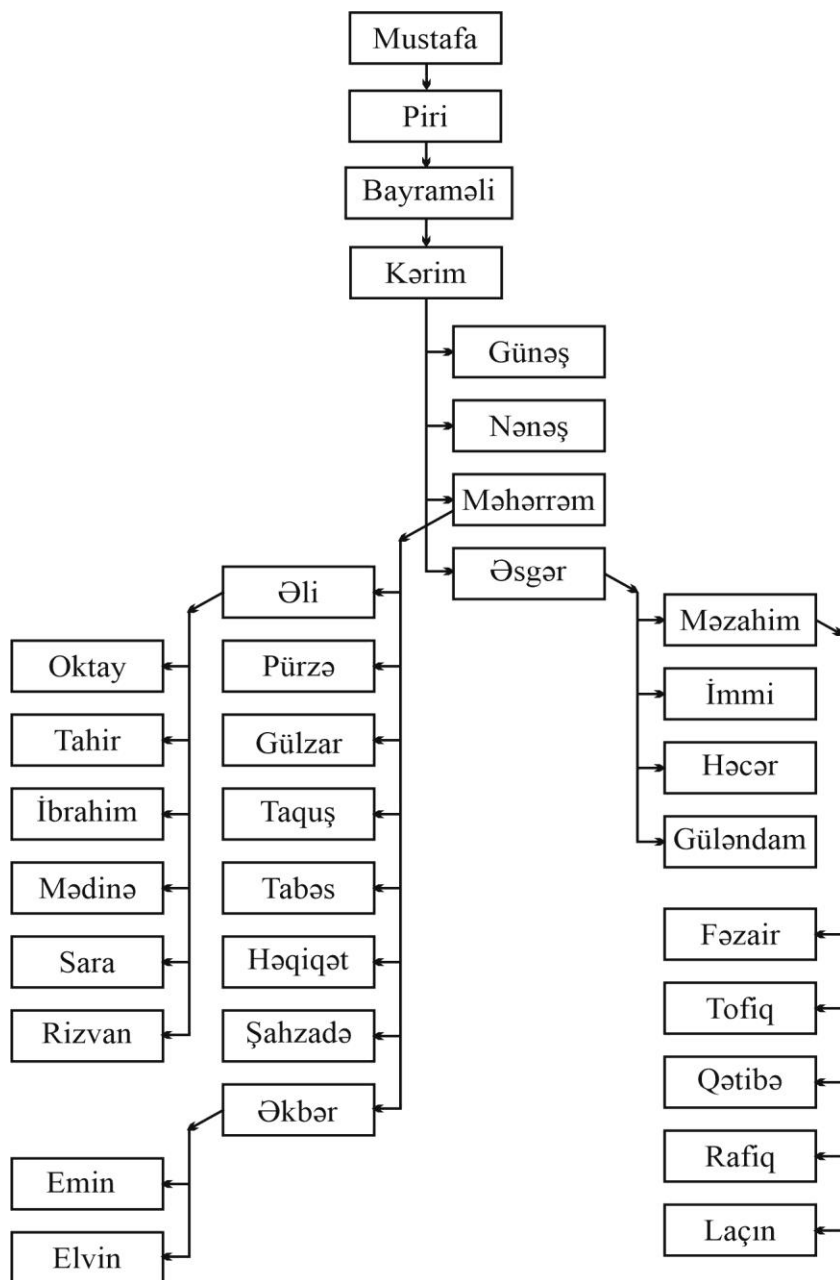 Mustafa
Piri
Bayraməli
Kərim
Günəş
Nənəş
Məhərrəm
Əsgər
Əli
Pürzə
Gülzar
Taquş
Tabəs
Həqiqət
Şahzadə
Əkbər
Oktay
Tahir
İbrahim
Mədinə
Sara
Rizvan
Emin
Elvin
Məzahim
İmmi
Həcər
Güləndam
Fəzair
Tofiq
Qətibə
Rafiq
Laçın